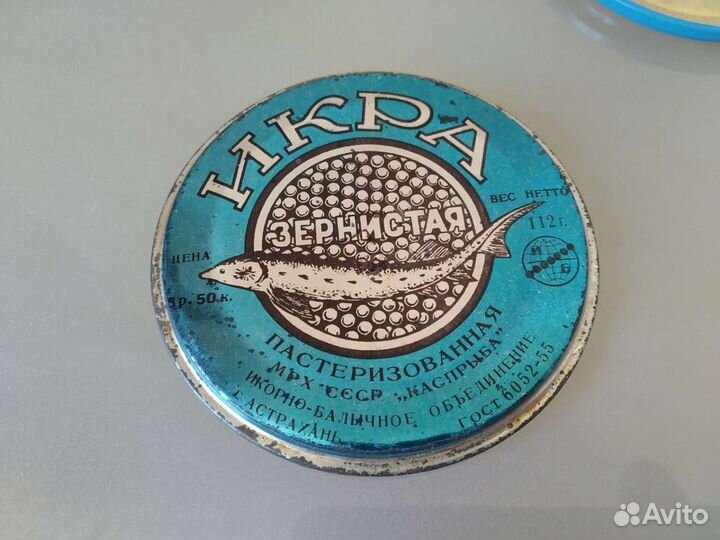 ИКРА
ЗЕРНИСТАЯ
ВЕС НЕТТО
112 г.
ЦЕНА
5 р. 50 к.
И
Б
ПАСТЕРИЗОВАННАЯ
МРХ СССР „КАСПРЫБА"
ИКОРНО-БАЛЫЧНОЕ ОБЪЕДИНЕНИЕ
Г. АСТРАХАНЬ
ГОСТ 6052-55
Avito